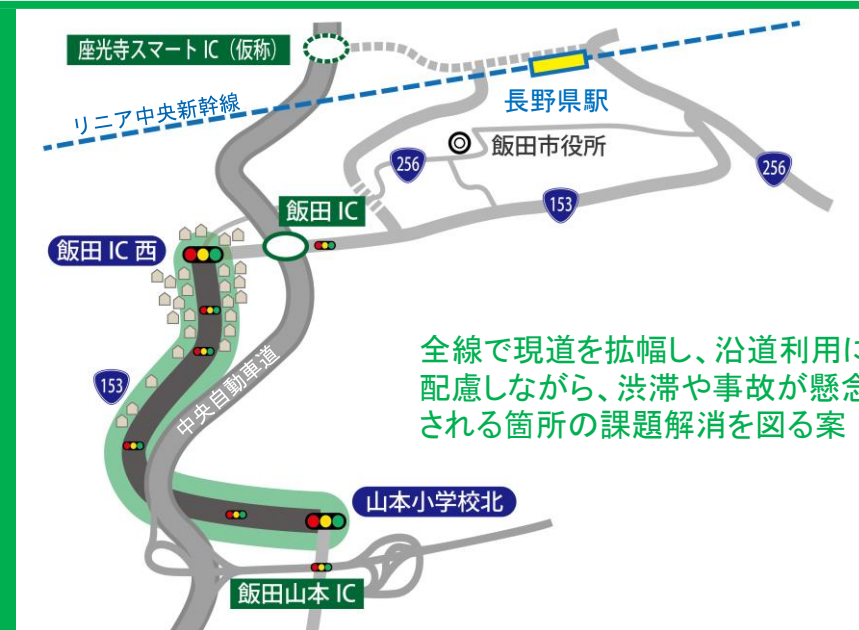 座光寺スマート IC（仮称）
リニア中央新幹線
長野県駅
飯田市役所
256
256
153
飯田 IC
飯田 IC 西
全線で現道を拡幅し、沿道利用に
配慮しながら、渋滞や事故が懸念
される箇所の課題解消を図る案
153
中央自動車道
山本小学校北
飯田山本 IC